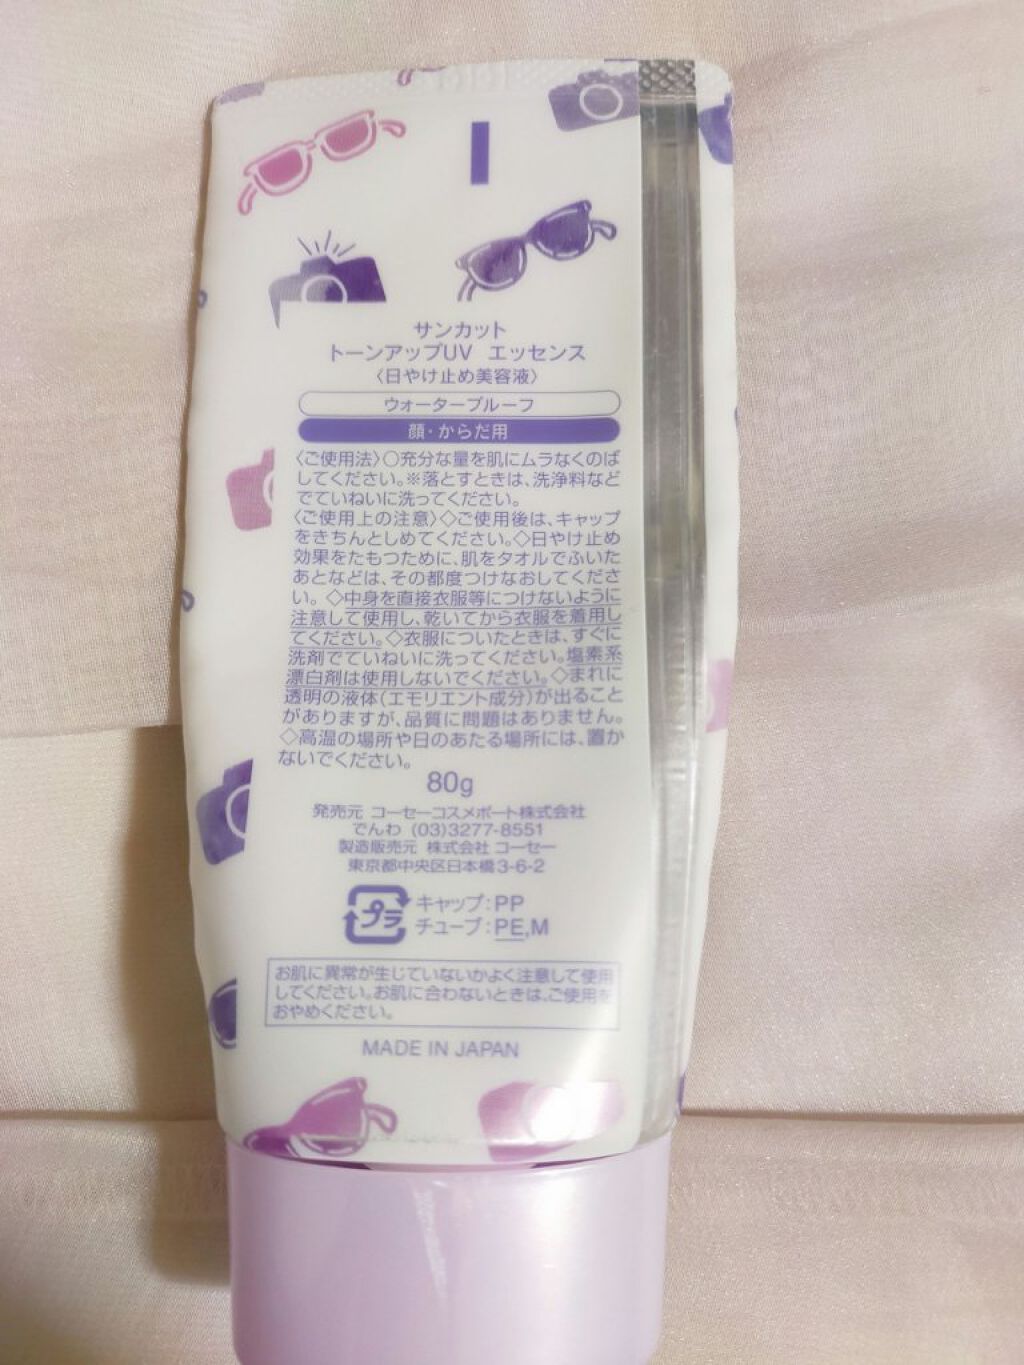 サンカット
トーンアップUV エッセンス
〈日やけ止め美容液〉
ウォータープルーフ
顔・からだ用
〈ご使用法〉○充分な量を肌にムラなくのば
してください。※落とすときは、洗浄料など
でていねいに洗ってください。
〈ご使用上の注意〉◇ご使用後は、キャップ
をきちんとしめてください。◇日やけ止め
効果をたもつために、肌をタオルでふいた
あとなどは、その都度つけなおしてくださ
い。◇中身を直接衣服等につけないように
注意して使用し、乾いてから衣服を着用し
てください。◇衣服についたときは、すぐに
洗剤でていねいに洗ってください。塩素系
漂白剤は使用しないでください。◇まれに
透明の液体(エモリエント成分)が出ること
がありますが、品質に問題はありません。
◇高温の場所や日のあたる場所には、置か
ないでください。
80g
発売元 コーセーコスメポート株式会社
でんわ (03)3277-8551
製造販売元 株式会社 コーセー
東京都中央区日本橋3-6-2
プラ
キャップ:PP
チューブ:PE,M
お肌に異常が生じていないかよく注意して使用
してください。お肌に合わないときは、ご使用を
おやめください。
MADE IN JAPAN